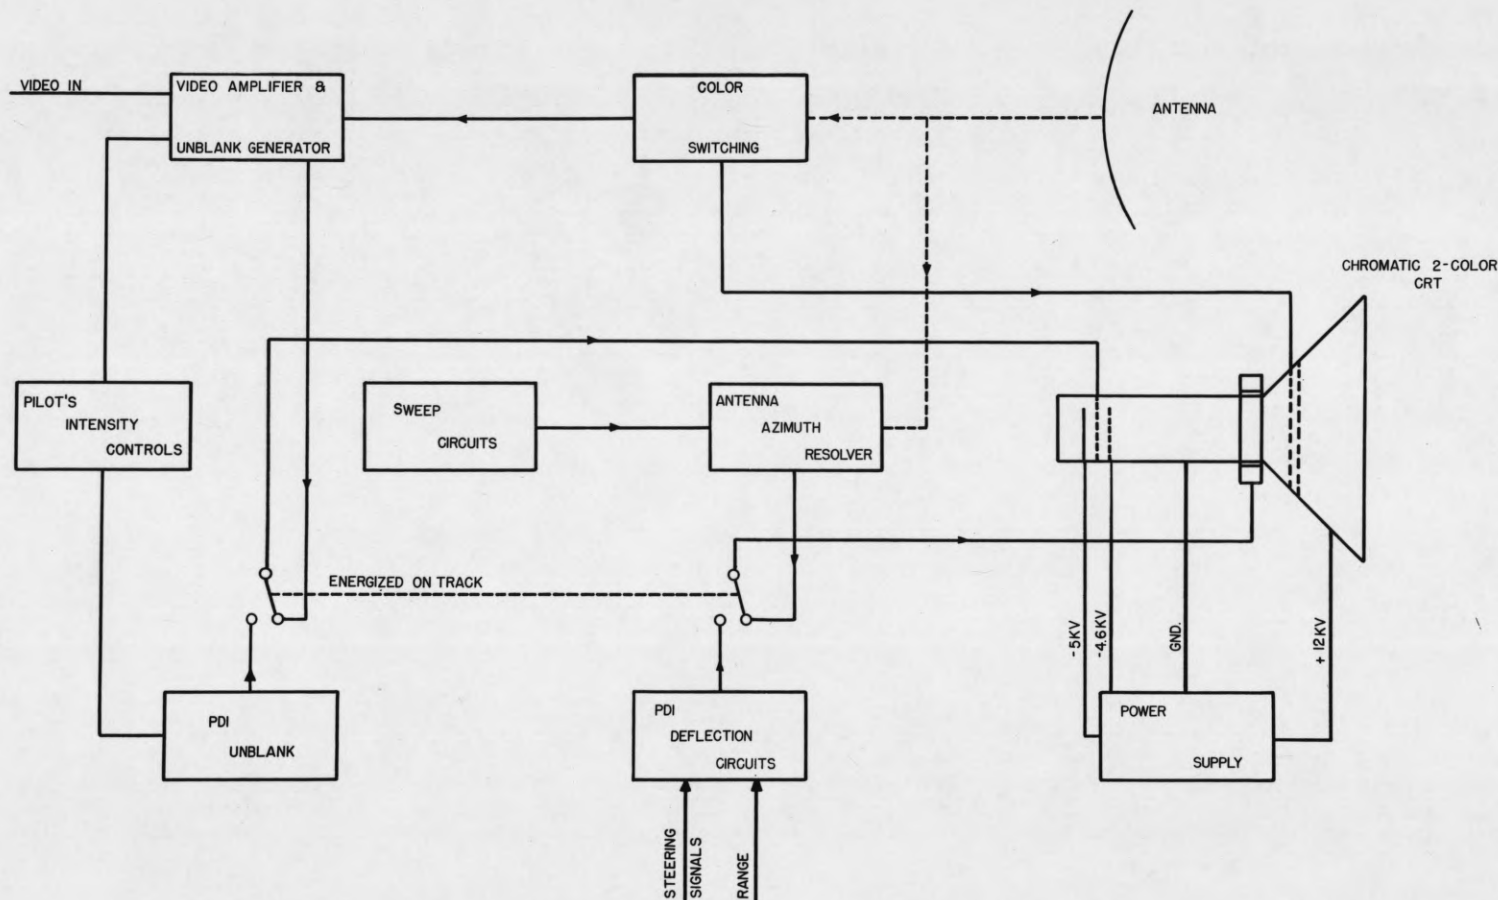 VIDEO IN
VIDEO AMPLIFIER &
UNBLANK GENERATOR
COLOR
SWITCHING
ANTENNA
CHROMATIC 2-COLOR
CRT
PILOT'S
INTENSITY
CONTROLS
SWEEP
CIRCUITS
ANTENNA
AZIMUTH
RESOLVER
ENERGIZED ON TRACK
-5KV
-4.6KV
GND.
+12KV
PDI
UNBLANK
PDI
DEFLECTION
CIRCUITS
POWER
SUPPLY
STEERING
SIGNALS
RANGE